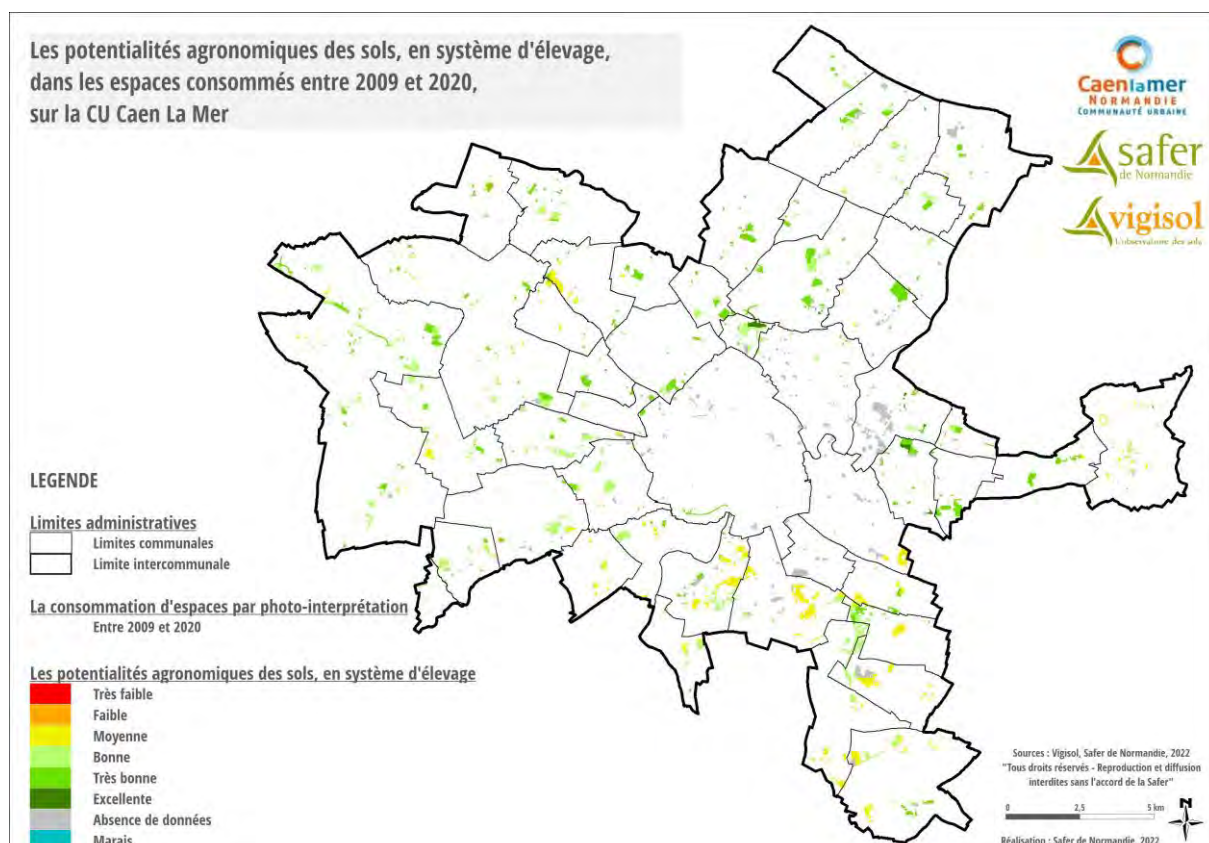 Les potentialités agronomiques des sols, en système d'élevage,
dans les espaces consommés entre 2009 et 2020,
sur la CU Caen La Mer
Caenlamer
NORMANDIE
COMMUNAUTÉ URBAINE
safer
de Normandie
vigisol
L'observatoire des sols
LEGENDE
Limites administratives
Limites communales
Limite intercommunale
La consommation d'espaces par photo-interprétation
Entre 2009 et 2020
Les potentialités agronomiques des sols, en système d'élevage
Très faible
Faible
Moyenne
Bonne
Très bonne
Excellente
Absence de données
Marais
Sources : Vigisol, Safer de Normandie, 2022
"Tous droits réservés - Reproduction et diffusion
interdites sans l'accord de la Safer"
0 2,5 5 km
N
Réalisation : Safer de Normandie, 2022